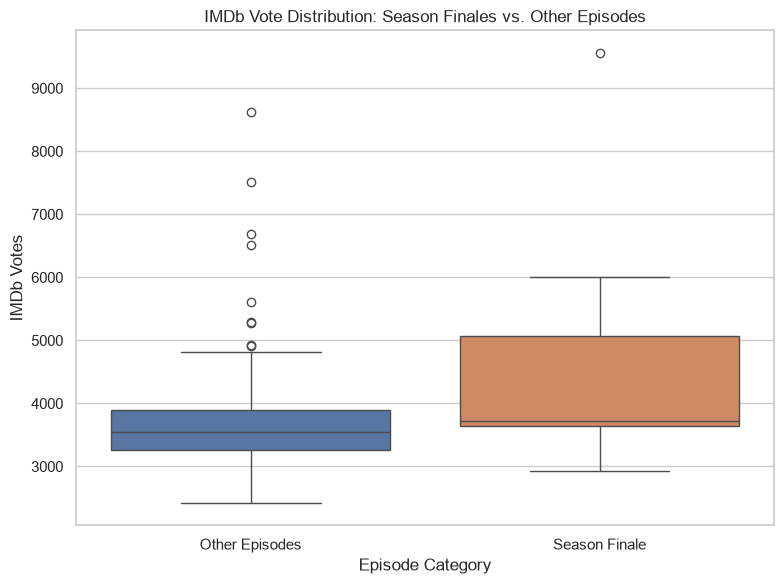 IMDb Vote Distribution: Season Finales vs. Other Episodes
9000
8000
7000
6000
5000
4000
3000
IMDb Votes
Other Episodes
Season Finale
Episode Category